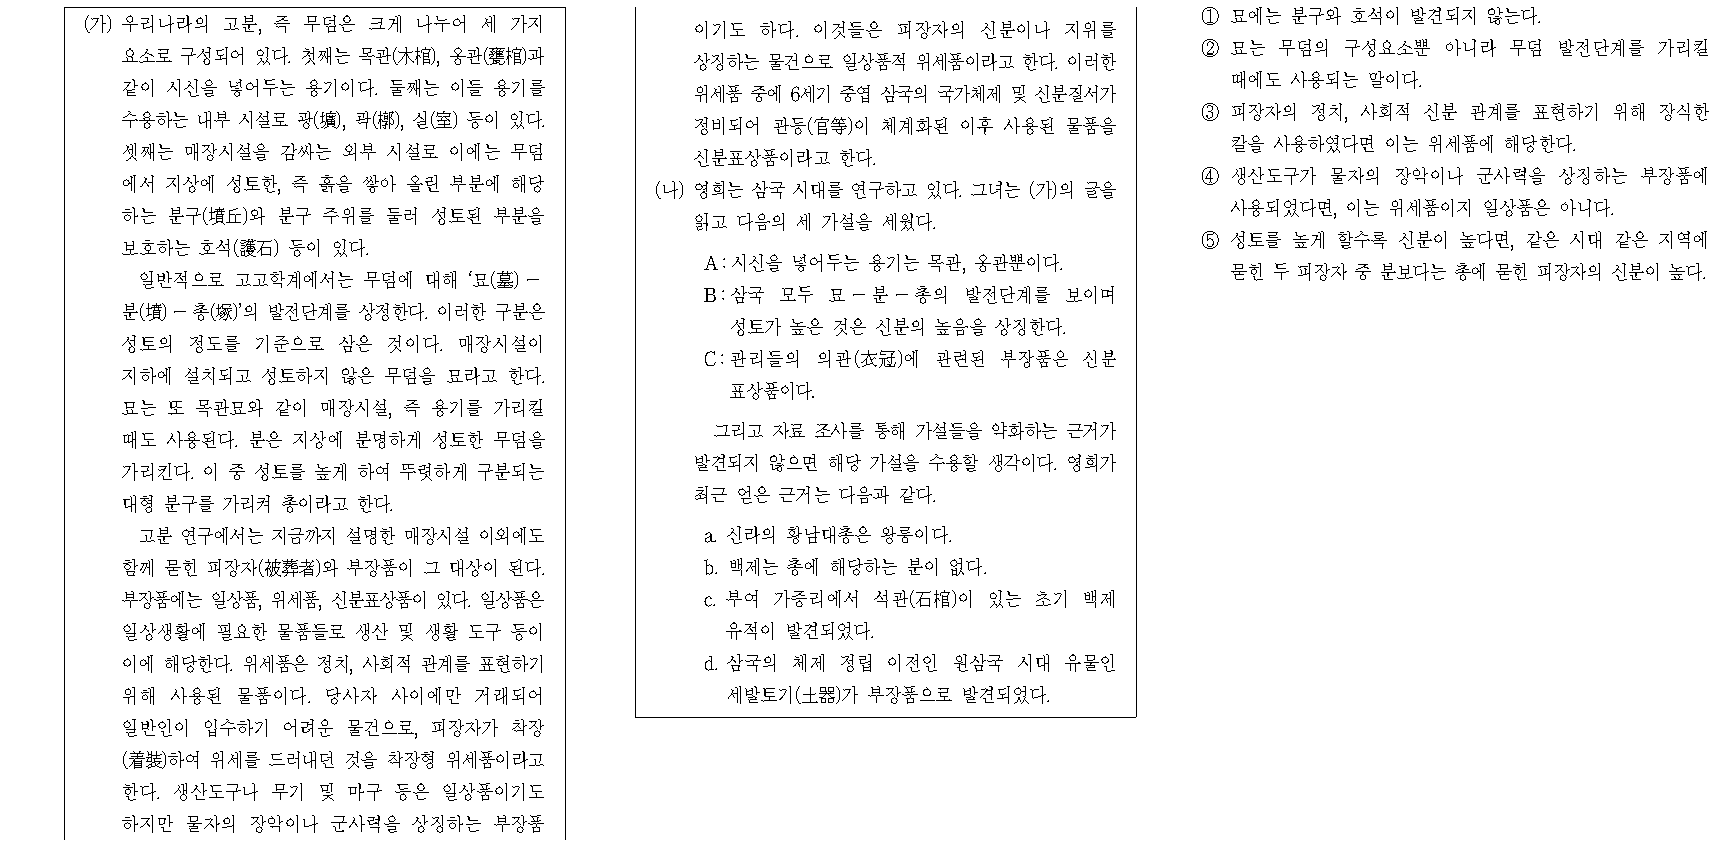 (가) 우리나라의 고분, 즉 무덤은 크게 나누어 세 가지
요소로 구성되어 있다. 첫째는 목관(木棺), 옹관(甕棺)과
같이 시신을 넣어두는 용기이다. 둘째는 이들 용기를
수용하는 내부 시설로 광(壙), 곽(槨), 실(室) 등이 있다.
셋째는 매장시설을 감싸는 외부 시설로 이에는 무덤
에서 지상에 성토한, 즉 흙을 쌓아 올린 부분에 해당
하는 분구(墳丘)와 분구 주위를 둘러 성토된 부분을
보호하는 호석(護石) 등이 있다.
일반적으로 고고학계에서는 무덤에 대해 ‘묘(墓)－
분(墳)－총(塚)’의 발전단계를 상정한다. 이러한 구분은
성토의 정도를 기준으로 삼은 것이다. 매장시설이
지하에 설치되고 성토하지 않은 무덤을 묘라고 한다.
묘는 또 목관묘와 같이 매장시설, 즉 용기를 가리킬
때도 사용된다. 분은 지상에 분명하게 성토한 무덤을
가리킨다. 이 중 성토를 높게 하여 뚜렷하게 구분되는
대형 분구를 가리켜 총이라고 한다.
고분 연구에서는 지금까지 설명한 매장시설 이외에도
함께 묻힌 피장자(被葬者)와 부장품이 그 대상이 된다.
부장품에는 일상품, 위세품, 신분표상품이 있다. 일상품은
일상생활에 필요한 물품들로 생산 및 생활 도구 등이
이에 해당한다. 위세품은 정치, 사회적 관계를 표현하기
위해 사용된 물품이다. 당사자 사이에만 거래되어
일반인이 입수하기 어려운 물건으로, 피장자가 착장
(着裝)하여 위세를 드러내던 것을 착장형 위세품이라고
한다. 생산도구나 무기 및 마구 등은 일상품이기도
하지만 물자의 장악이나 군사력을 상징하는 부장품
이기도 하다. 이것들은 피장자의 신분이나 지위를
상징하는 물건으로 일상품적 위세품이라고 한다. 이러한
위세품 중에 6세기 중엽 삼국의 국가체제 및 신분질서가
정비되어 관등(官等)이 체계화된 이후 사용된 물품을
신분표상품이라고 한다.
(나) 영희는 삼국 시대를 연구하고 있다. 그녀는 (가)의 글을
읽고 다음의 세 가설을 세웠다.
A : 시신을 넣어두는 용기는 목관, 옹관뿐이다.
B : 삼국 모두 묘－분－총의 발전단계를 보이며
성토가 높은 것은 신분의 높음을 상징한다.
C : 관리들의 의관(衣冠)에 관련된 부장품은 신분
표상품이다.
그리고 자료 조사를 통해 가설들을 약화하는 근거가
발견되지 않으면 해당 가설을 수용할 생각이다. 영희가
최근 얻은 근거는 다음과 같다.
a. 신라의 황남대총은 왕릉이다.
b. 백제는 총에 해당하는 분이 없다.
c. 부여 가증리에서 석관(石棺)이 있는 초기 백제
유적이 발견되었다.
d. 삼국의 체제 정립 이전인 원삼국 시대 유물인
세발토기(土器)가 부장품으로 발견되었다.
① 묘에는 분구와 호석이 발견되지 않는다.
② 묘는 무덤의 구성요소뿐 아니라 무덤 발전단계를 가리킬
때에도 사용되는 말이다.
③ 피장자의 정치, 사회적 신분 관계를 표현하기 위해 장식한
칼을 사용하였다면 이는 위세품에 해당한다.
④ 생산도구가 물자의 장악이나 군사력을 상징하는 부장품에
사용되었다면, 이는 위세품이지 일상품은 아니다.
⑤ 성토를 높게 할수록 신분이 높다면, 같은 시대 같은 지역에
묻힌 두 피장자 중 분보다는 총에 묻힌 피장자의 신분이 높다.